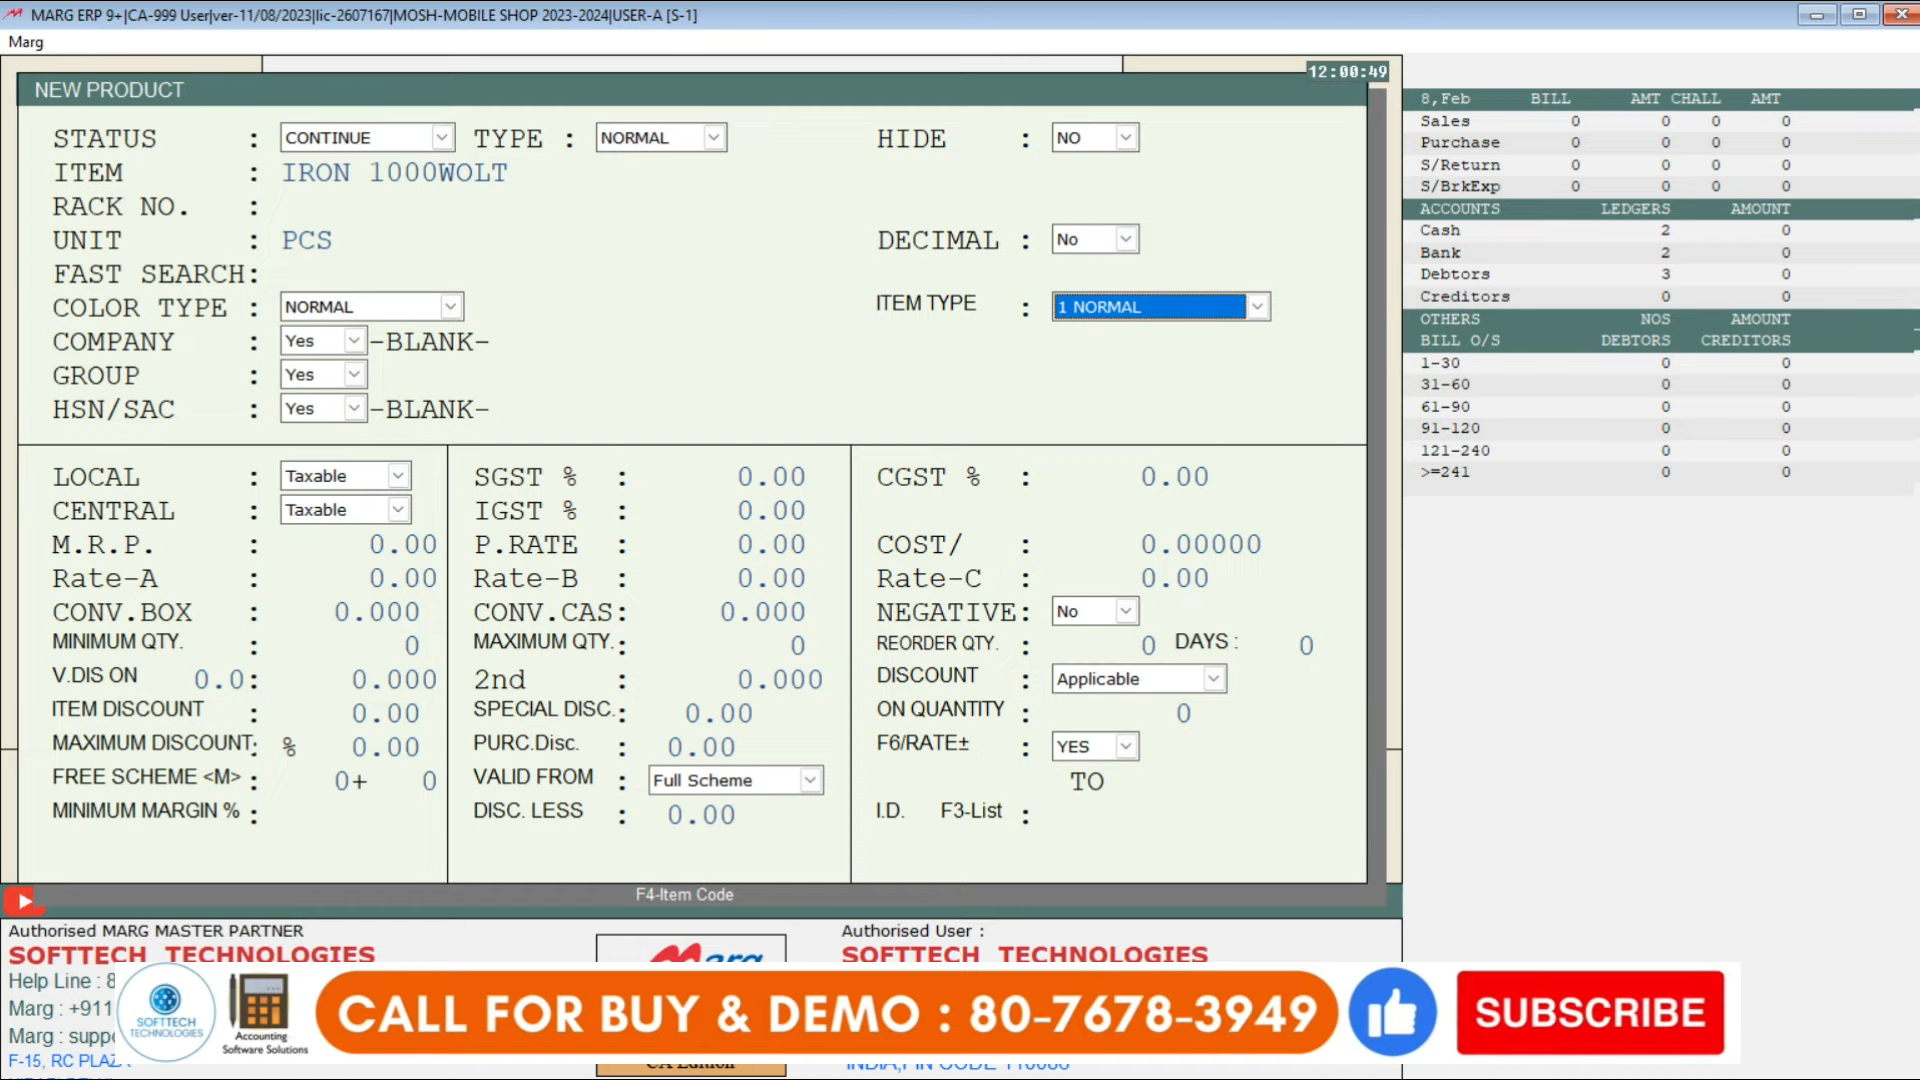 MARG ERP 9+|CA-999 User|ver-11/08/2023|lic-2607167|MOSH-MOBILE SHOP 2023-2024|USER-A [S-1]
Marg
12:00:49
NEW PRODUCT
STATUS : CONTINUE TYPE : NORMAL HIDE : NO
ITEM : IRON 1000WOLT
RACK NO. :
UNIT : PCS DECIMAL : No
FAST SEARCH:
COLOR TYPE : NORMAL ITEM TYPE : 1 NORMAL
COMPANY : Yes -BLANK-
GROUP : Yes
HSN/SAC : Yes -BLANK-
LOCAL : Taxable SGST % : 0.00 CGST % : 0.00
CENTRAL : Taxable IGST % : 0.00
M.R.P. : 0.00 P.RATE : 0.00 COST/ : 0.00000
Rate-A : 0.00 Rate-B : 0.00 Rate-C : 0.00
CONV.BOX : 0.000 CONV.CAS: 0.000 NEGATIVE: No
MINIMUM QTY. : 0 MAXIMUM QTY. : 0 REORDER QTY. : 0 DAYS : 0
V.DIS ON 0.0: 0.000 2nd : 0.000 DISCOUNT : Applicable
ITEM DISCOUNT : 0.00 SPECIAL DISC. : 0.00 ON QUANTITY : 0
MAXIMUM DISCOUNT : % 0.00 PURC.Disc. : 0.00 F6/RATE± : YES
FREE SCHEME <M> : 0+ 0 VALID FROM : Full Scheme TO
MINIMUM MARGIN % : DISC. LESS : 0.00 I.D. F3-List :
F4-Item Code
8,Feb BILL AMT CHALL AMT
Sales 0 0 0 0
Purchase 0 0 0 0
S/Return 0 0 0 0
S/BrkExp 0 0 0 0
ACCOUNTS LEDGERS AMOUNT
Cash 2 0
Bank 2 0
Debtors 3 0
Creditors 0 0
OTHERS NOS AMOUNT
BILL O/S DEBTORS CREDITORS
1-30 0 0
31-60 0 0
61-90 0 0
91-120 0 0
121-240 0 0
>=241 0 0
Authorised MARG MASTER PARTNER
SOFTTECH TECHNOLOGIES
Help Line : 8
Marg : +911
Marg : supp
F-15, RC PLAZA
Marg
CA Edition
Authorised User :
SOFTTECH TECHNOLOGIES
INDIA,PIN CODE
SOFTTECH
TECHNOLOGIES
Accounting
Software Solutions
CALL FOR BUY & DEMO : 80-7678-3949
SUBSCRIBE